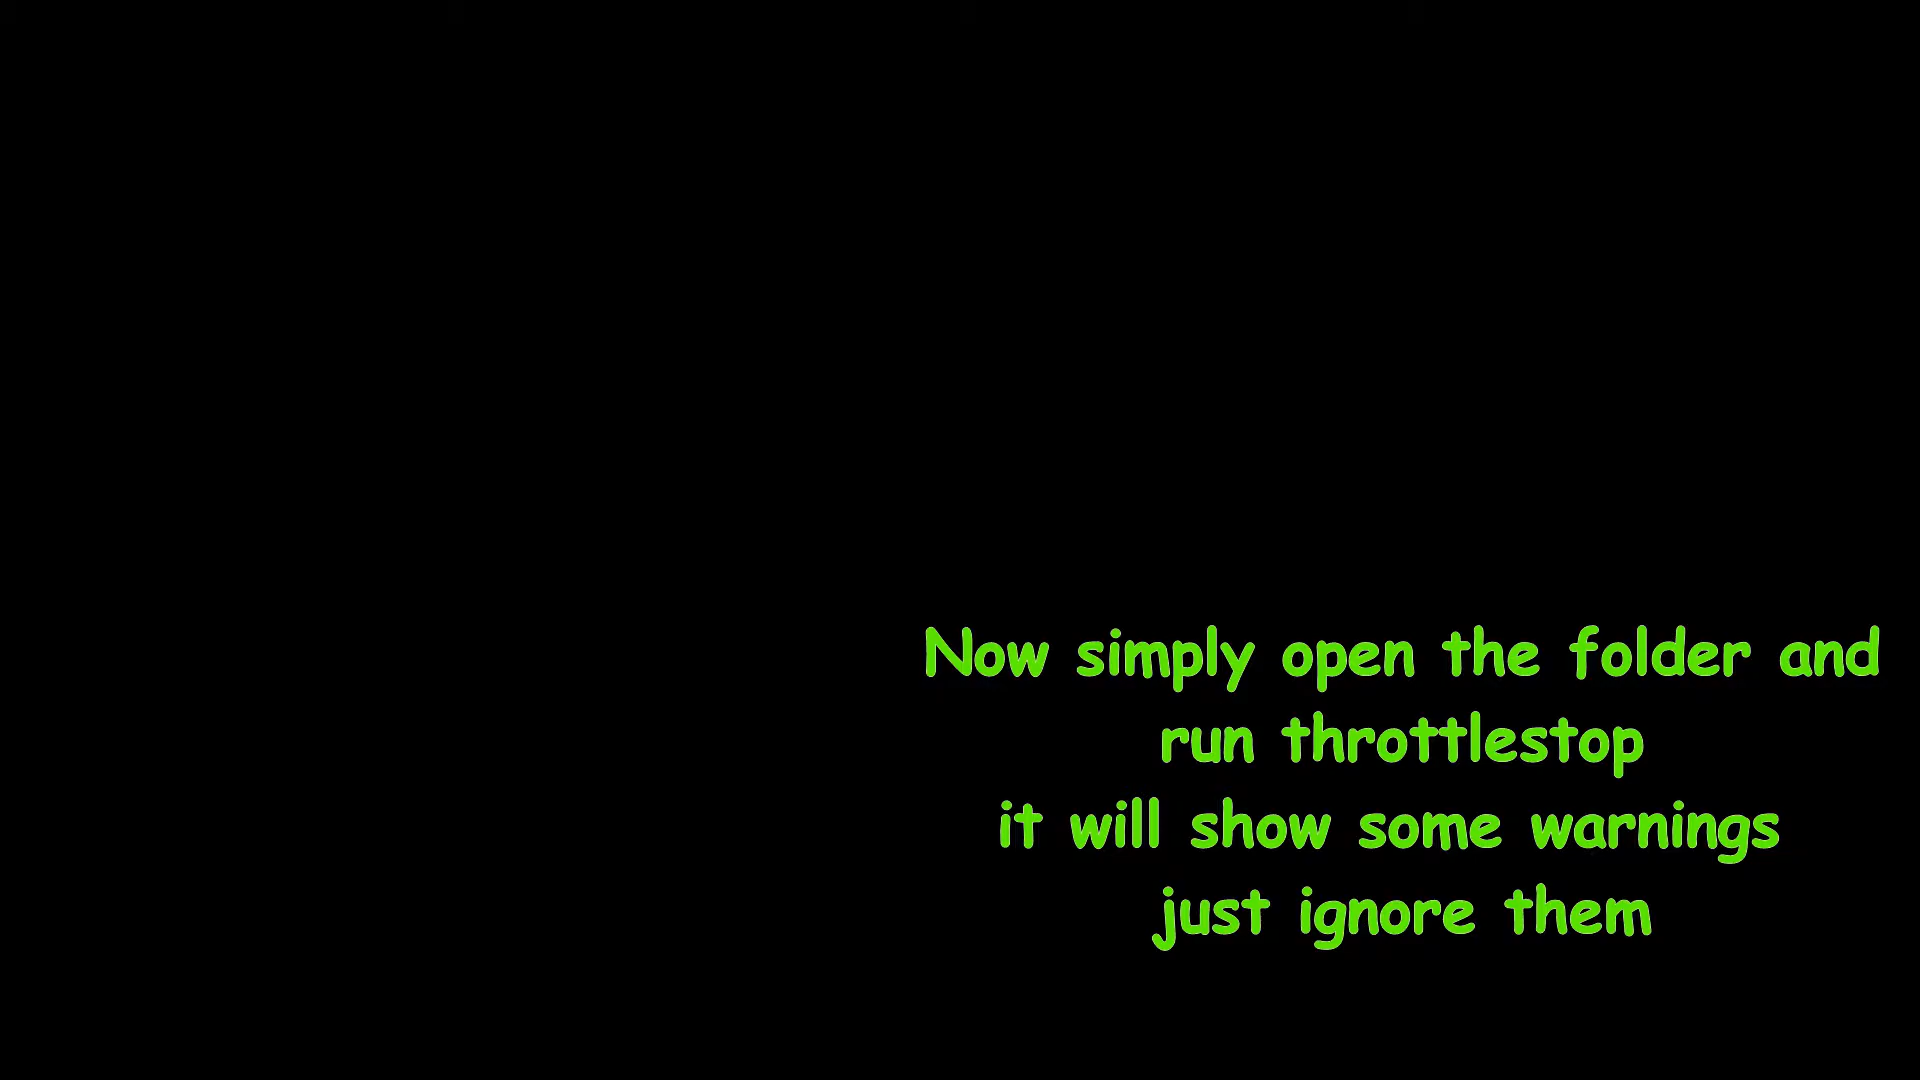 Now simply open the folder and
run throttlestop
it will show some warnings
just ignore them